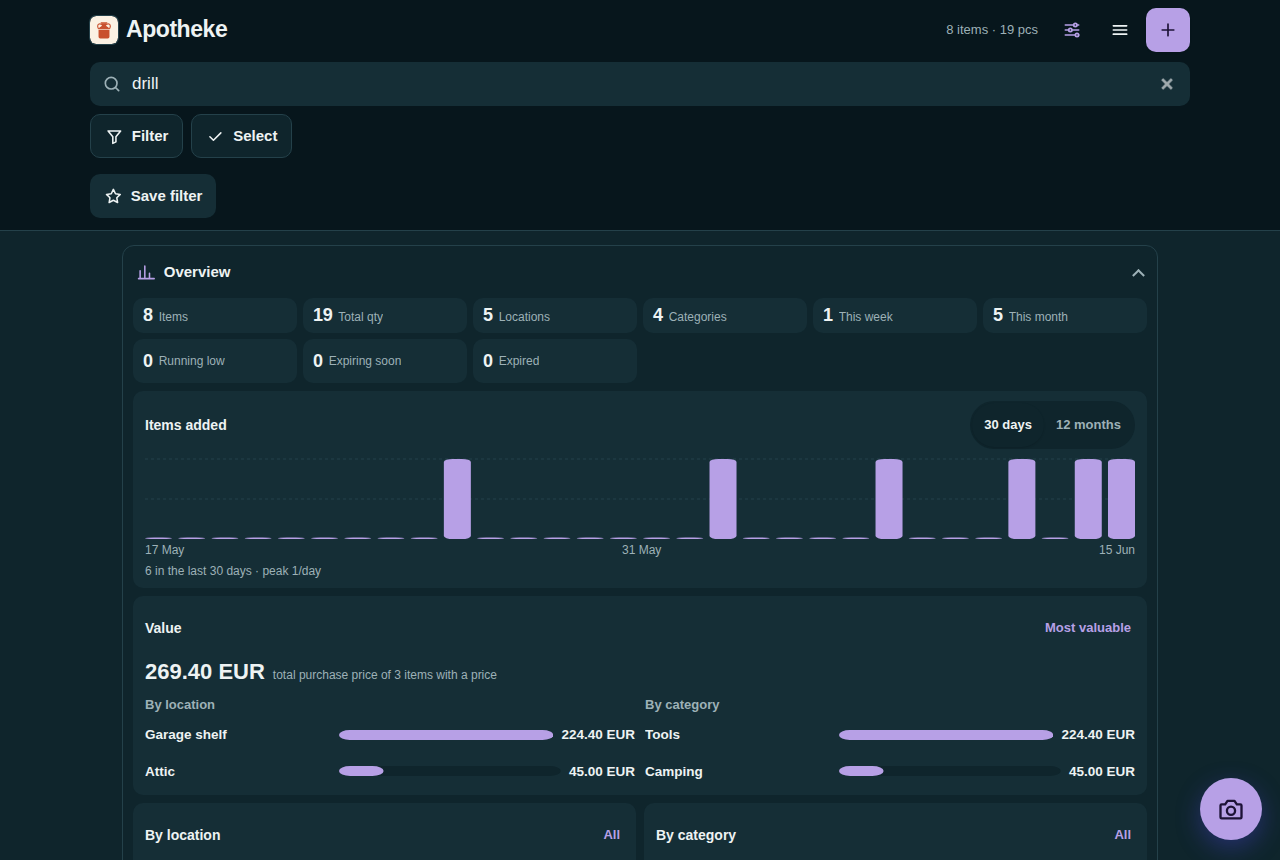 Apotheke
8 items · 19 pcs
drill
Filter
Select
Save filter
Overview
8 Items
19 Total qty
5 Locations
4 Categories
1 This week
5 This month
0 Running low
0 Expiring soon
0 Expired
Items added
30 days
12 months
17 May
31 May
15 Jun
6 in the last 30 days · peak 1/day
Value
Most valuable
269.40 EUR total purchase price of 3 items with a price
By location
By category
Garage shelf 224.40 EUR
Tools 224.40 EUR
Attic 45.00 EUR
Camping 45.00 EUR
By location
All
By category
All